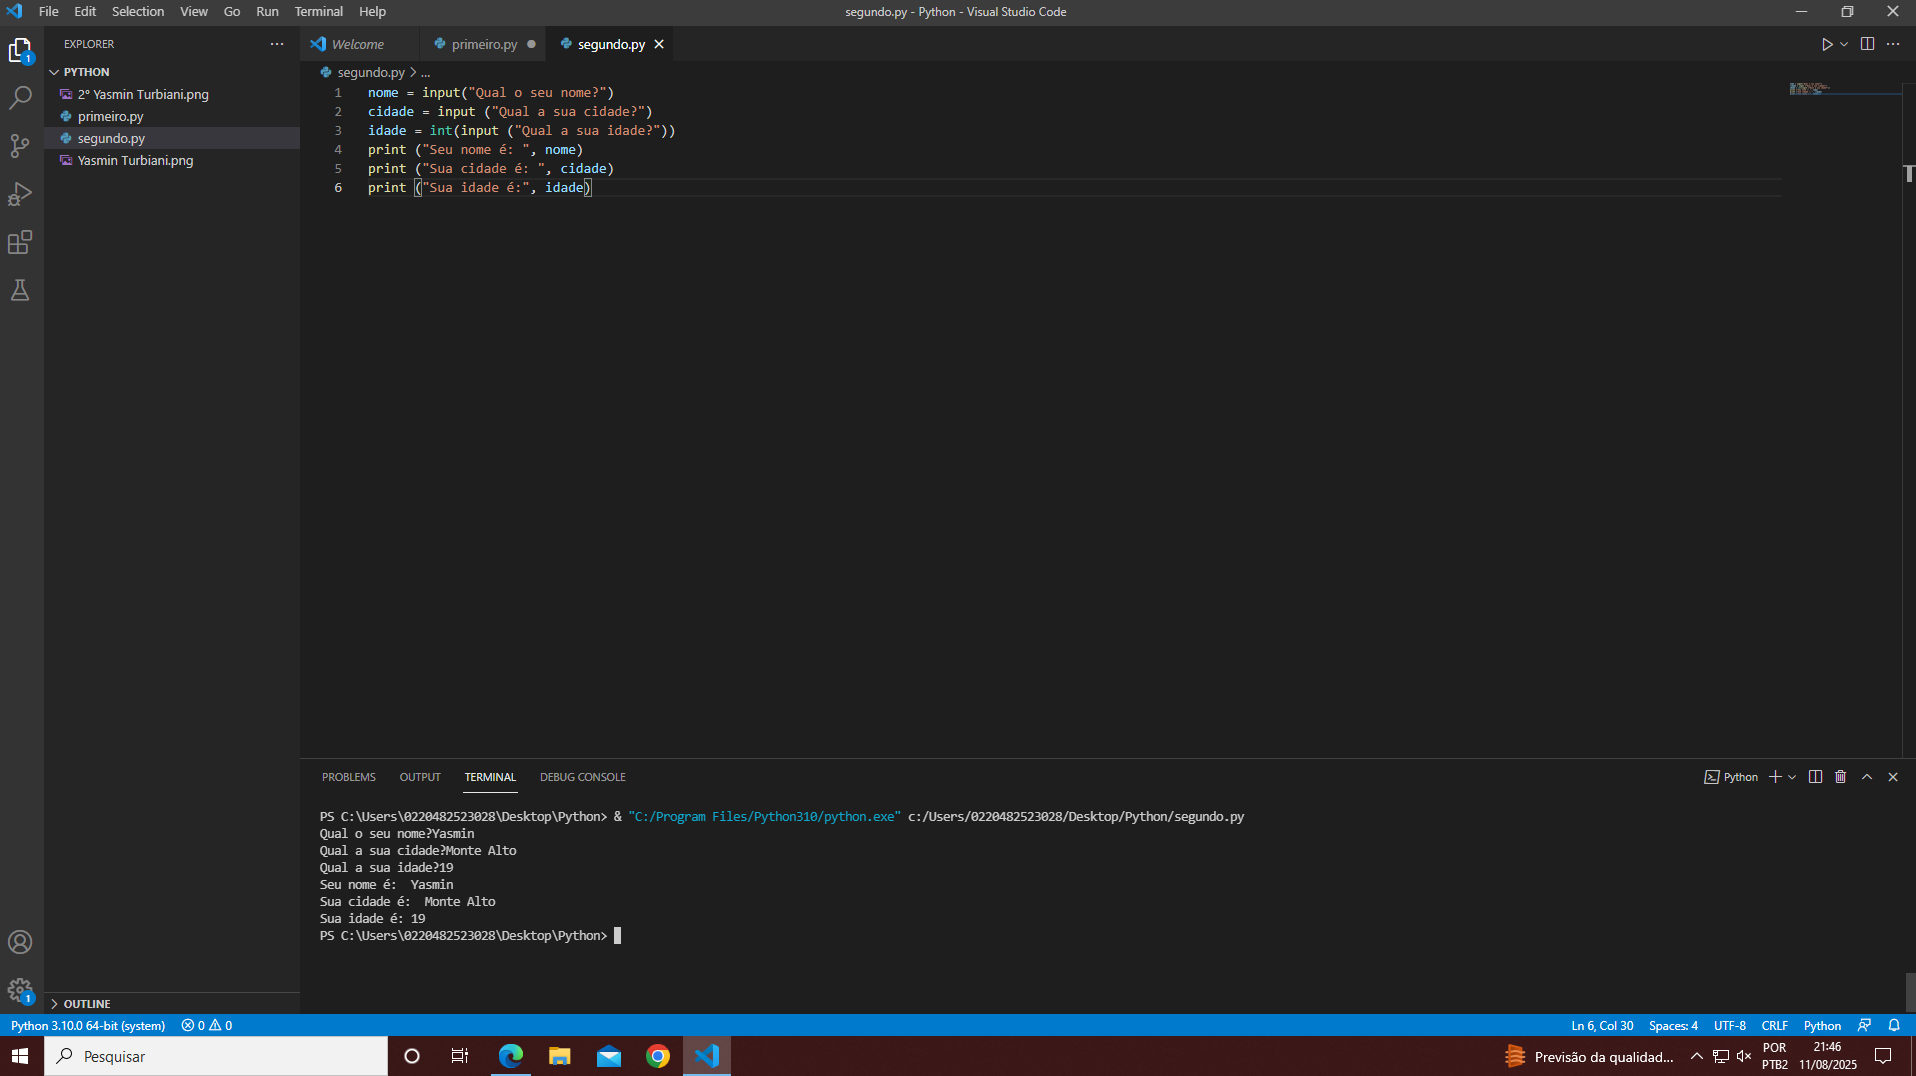 File Edit Selection View Go Run Terminal Help
segundo.py - Python - Visual Studio Code
EXPLORER
PYTHON
2° Yasmin Turbiani.png
primeiro.py
segundo.py
Yasmin Turbiani.png
OUTLINE
Welcome
primeiro.py
segundo.py
segundo.py > ...
1 nome = input("Qual o seu nome?")
2 cidade = input ("Qual a sua cidade?")
3 idade = int(input ("Qual a sua idade?"))
4 print ("Seu nome é: ", nome)
5 print ("Sua cidade é: ", cidade)
6 print ("Sua idade é:", idade)
PROBLEMS OUTPUT TERMINAL DEBUG CONSOLE
Python
PS C:\Users\0220482523028\Desktop\Python> & "C:/Program Files/Python310/python.exe" c:/Users/0220482523028/Desktop/Python/segundo.py
Qual o seu nome?Yasmin
Qual a sua cidade?Monte Alto
Qual a sua idade?19
Seu nome é:  Yasmin
Sua cidade é:  Monte Alto
Sua idade é: 19
PS C:\Users\0220482523028\Desktop\Python>
1
1
Python 3.10.0 64-bit (system) 0 0
Ln 6, Col 30 Spaces: 4 UTF-8 CRLF Python
Pesquisar
Previsão da qualidad...
POR
PTB2
21:46
11/08/2025